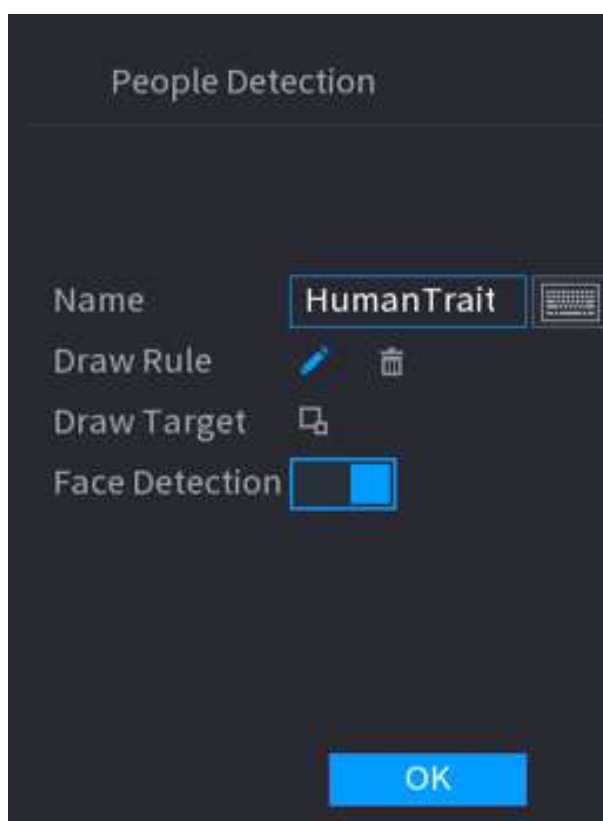 People Detection
Name HumanTrait
Draw Rule
Draw Target
Face Detection
OK